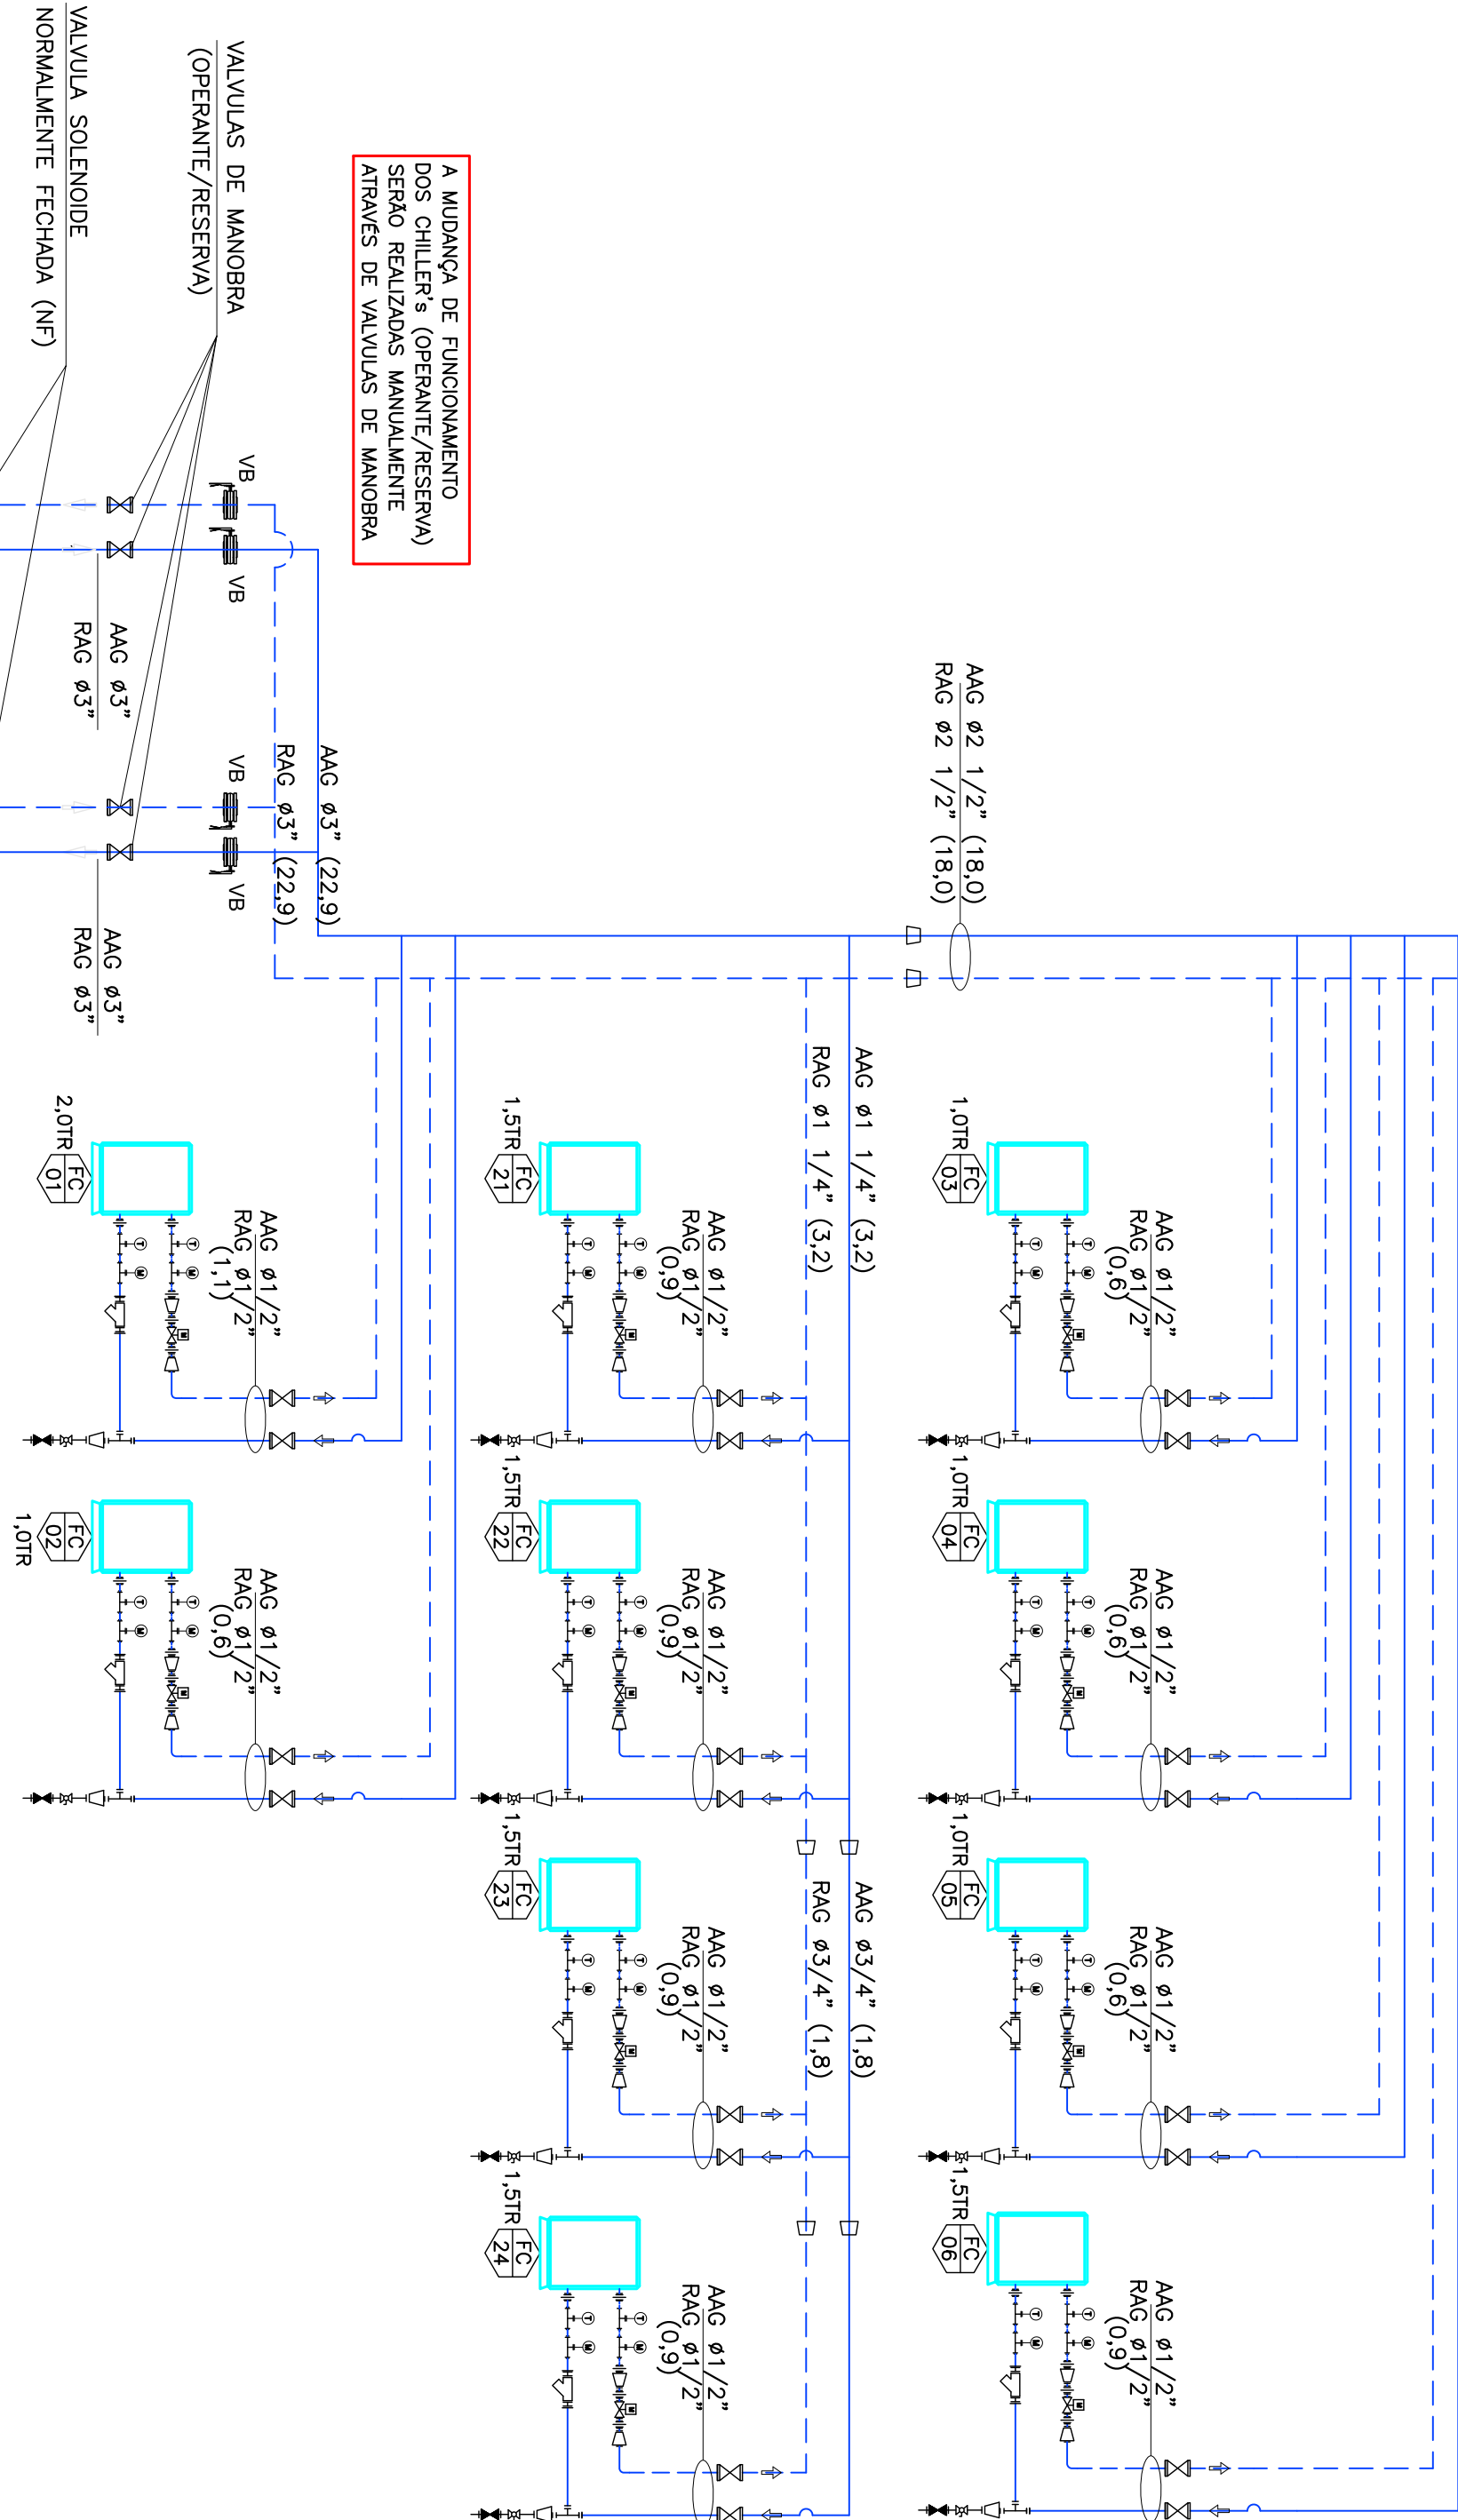 VALVULA SOLENOIDE
NORMALMENTE FECHADA (NF)
VALVULAS DE MANOBRA
(OPERANTE/RESERVA)
A MUDANÇA DE FUNCIONAMENTO
DOS CHILLER's (OPERANTE/RESERVA)
SERÃO REALIZADAS MANUALMENTE
ATRAVÉS DE VALVULAS DE MANOBRA
VB
VB
AAG ø3"
RAG ø3"
VB
VB
AAG ø3" (22,9)
RAG ø3" (22,9)
AAG ø3"
RAG ø3"
AAG ø2 1/2" (18,0)
RAG ø2 1/2" (18,0)
1,0TR
FC
03
AAG ø1/2"
RAG ø1/2"
(0,6)
1,0TR
FC
04
AAG ø1/2"
RAG ø1/2"
(0,6)
1,0TR
FC
05
AAG ø1/2"
RAG ø1/2"
(0,6)
1,5TR
FC
06
AAG ø1/2"
RAG ø1/2"
(0,9)
AAG ø1 1/4" (3,2)
RAG ø1 1/4" (3,2)
AAG ø3/4" (1,8)
RAG ø3/4" (1,8)
1,5TR
FC
21
AAG ø1/2"
RAG ø1/2"
(0,9)
1,5TR
FC
22
AAG ø1/2"
RAG ø1/2"
(0,9)
1,5TR
FC
23
AAG ø1/2"
RAG ø1/2"
(0,9)
1,5TR
FC
24
AAG ø1/2"
RAG ø1/2"
(0,9)
2,0TR
FC
01
AAG ø1/2"
RAG ø1/2"
(1,1)
1,0TR
FC
02
AAG ø1/2"
RAG ø1/2"
(0,6)
T
M
T
M
T
M
T
M
T
M
T
M
T
M
T
M
T
M
T
M
T
M
T
M
T
M
T
M
T
M
T
M
T
M
T
M
T
M
T
M